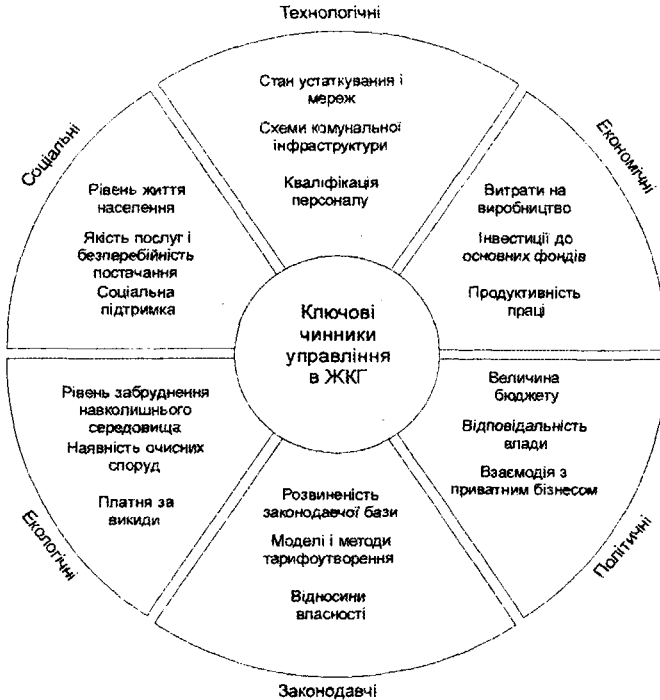 Технологічні
Стан устаткування і
мереж
Схеми комунальної
інфраструктури
Кваліфікація
персоналу
Економічні
Витрати на
виробництво
Інвестиції до
основних фондів
Продуктивність
праці
Політичні
Величина
бюджету
Відповідальність
влади
Взаємодія з
приватним бізнесом
Законодавчі
Розвиненість
законодавчої бази
Моделі і методи
тарифоутворення
Відносини
власності
Екологічні
Рівень забруднення
навколишнього
середовища
Наявність очисних
споруд
Платня за
викиди
Соціальні
Рівень життя
населення
Якість послуг і
безперебійність
постачання
Соціальна
підтримка
Ключові
чинники
управління
в ЖКГ